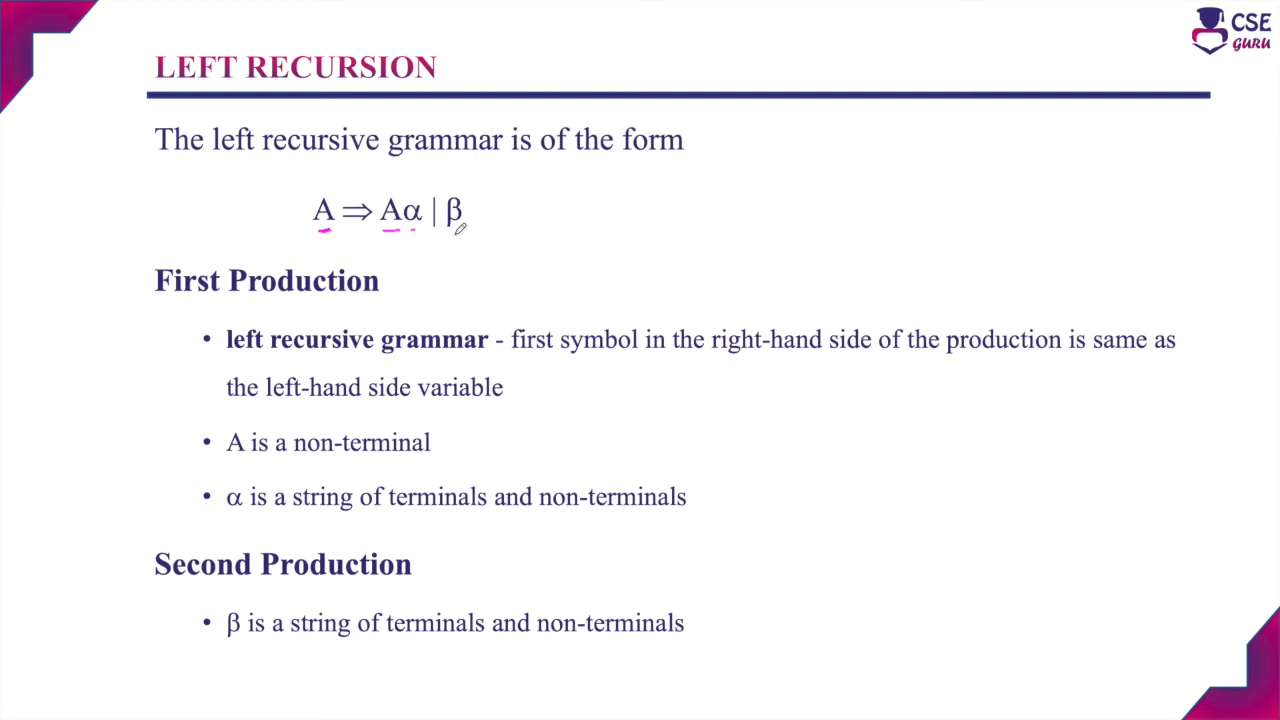 CSE
GURU
LEFT RECURSION
The left recursive grammar is of the form
A ⇒ Aα | β
First Production
• left recursive grammar - first symbol in the right-hand side of the production is same as
the left-hand side variable
• A is a non-terminal
• α is a string of terminals and non-terminals
Second Production
• β is a string of terminals and non-terminals